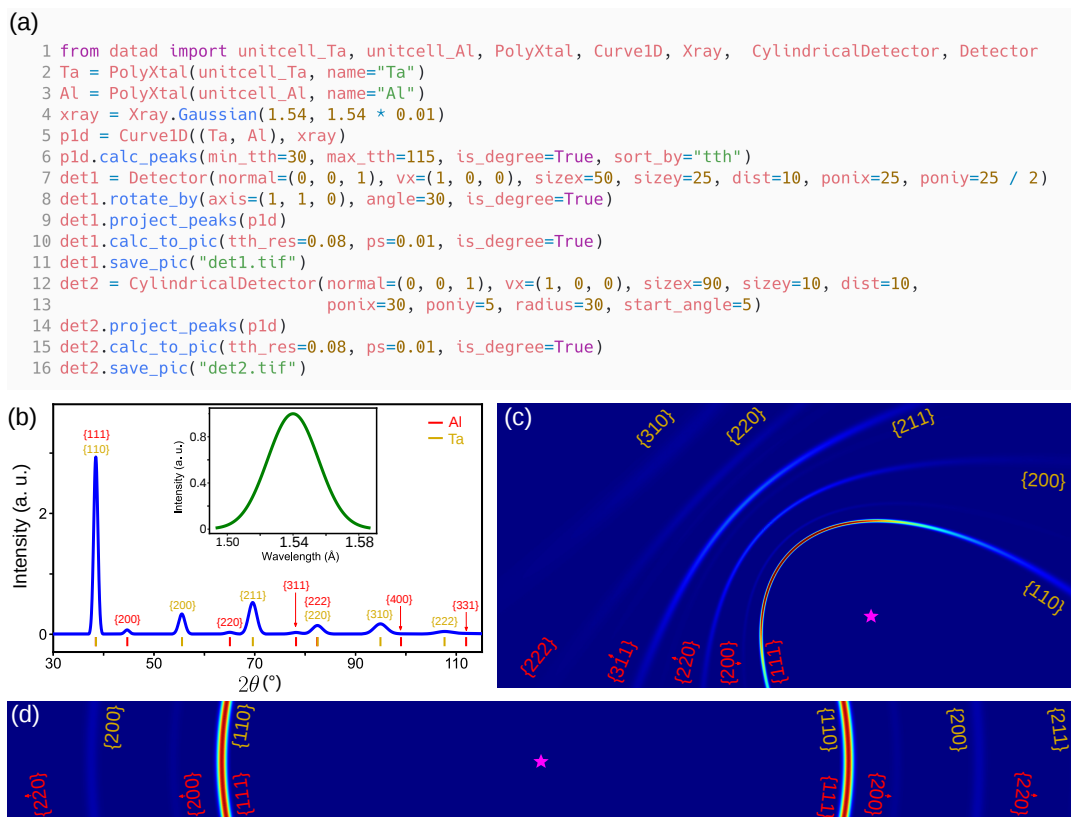 (a)
1 from datad import unitcell_Ta, unitcell_Al, PolyXtal, Curve1D, Xray,  CylindricalDetector, Detector
2 Ta = PolyXtal(unitcell_Ta, name="Ta")
3 Al = PolyXtal(unitcell_Al, name="Al")
4 xray = Xray.Gaussian(1.54, 1.54 * 0.01)
5 p1d = Curve1D((Ta, Al), xray)
6 p1d.calc_peaks(min_tth=30, max_tth=115, is_degree=True, sort_by="tth")
7 det1 = Detector(normal=(0, 0, 1), vx=(1, 0, 0), sizex=50, sizey=25, dist=10, ponix=25, poniy=25 / 2)
8 det1.rotate_by(axis=(1, 1, 0), angle=30, is_degree=True)
9 det1.project_peaks(p1d)
10 det1.calc_to_pic(tth_res=0.08, ps=0.01, is_degree=True)
11 det1.save_pic("det1.tif")
12 det2 = CylindricalDetector(normal=(0, 0, 1), vx=(1, 0, 0), sizex=90, sizey=10, dist=10,
13 ponix=30, poniy=5, radius=30, start_angle=5)
14 det2.project_peaks(p1d)
15 det2.calc_to_pic(tth_res=0.08, ps=0.01, is_degree=True)
16 det2.save_pic("det2.tif")
(b)
Intensity (a. u.)
0
2
30
50
70
90
110
2θ (°)
Al
Ta
{111}
{110}
{200}
{200}
{220}
{211}
{311}
{222}
{220}
{310}
{400}
{222}
{331}
Intensity (a. u.)
0
0.4
0.8
1.50
1.54
1.58
Wavelength (Å)
(c)
{310}
{220}
{211}
{200}
{110}
{222}
{311}
{220}
{200}
{111}
(d)
{200}
{110}
{110}
{200}
{211}
{220}
{200}
{111}
{111}
{200}
{220}